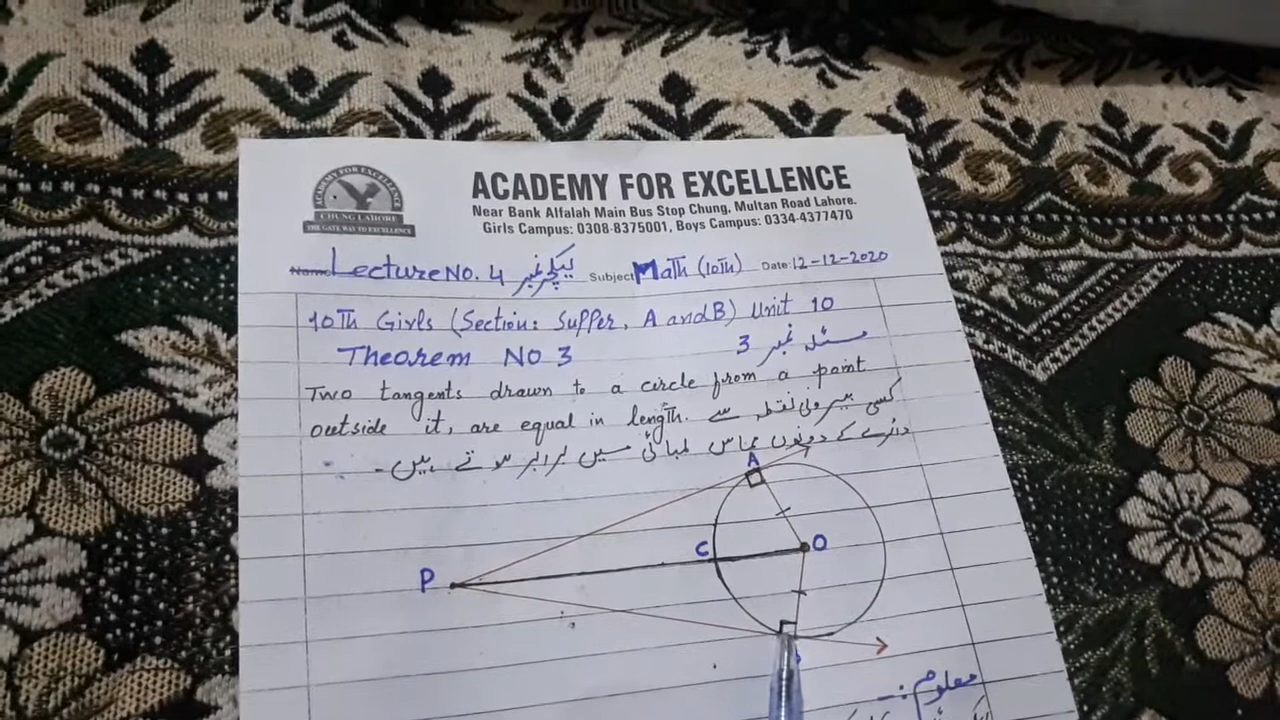 ACADEMY FOR EXCELLENCE
CHUNG LAHORE
THE GATE WAY TO EXCELLENCE
ACADEMY FOR EXCELLENCE
Near Bank Alfalah Main Bus Stop Chung, Multan Road Lahore.
Girls Campus: 0308-8375001, Boys Campus: 0334-4377470
Name Lecture No. 4 لیکچر نمبر Subject Math (10Th) Date: 12-12-2020
10Th Girls (Section: Supper, A and B) Unit 10
Theorem No 3 مسئلہ نمبر 3
Two tangents drawn to a circle from a point
outside it, are equal in length. کسی بیرونی نقطہ سے
دائرے کے دونوں مماس لمبائی میں برابر ہوتے ہیں۔
A
C
O
P
معلوم:-